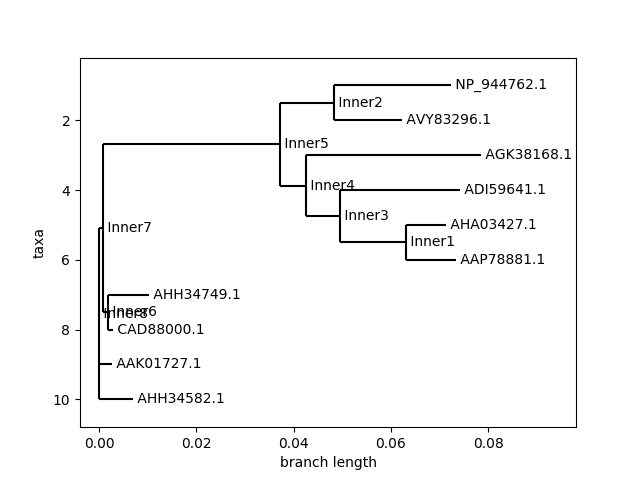 NP_944762.1
Inner2
2
AVY83296.1
Inner5
AGK38168.1
Inner4
4
ADI59641.1
Inner3
AHA03427.1
Inner7
Inner1
taxa
6
AAP78881.1
AHH34749.1
Inner6
Inner8
8
CAD88000.1
AAK01727.1
10
AHH34582.1
0.00 0.02 0.04 0.06 0.08
branch length